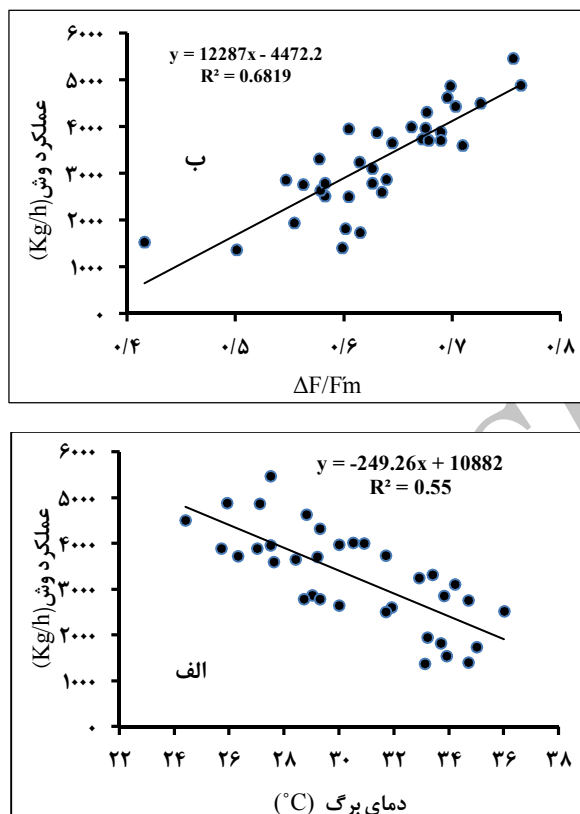 y = 12287x - 4472.2
R² = 0.6819
ب
عملکرد وش(Kg/h)
۶۰۰۰
۵۰۰۰
۴۰۰۰
۳۰۰۰
۲۰۰۰
۱۰۰۰
۰
۰/۴ ۰/۵ ۰/۶ ۰/۷ ۰/۸
ΔF/Fḿ
y = -249.26x + 10882
R² = 0.55
الف
عملکرد وش(Kg/h)
۶۰۰۰
۵۰۰۰
۴۰۰۰
۳۰۰۰
۲۰۰۰
۱۰۰۰
۰
۲۲ ۲۴ ۲۶ ۲۸ ۳۰ ۳۲ ۳۴ ۳۶ ۳۸
دمای برگ (˚C)